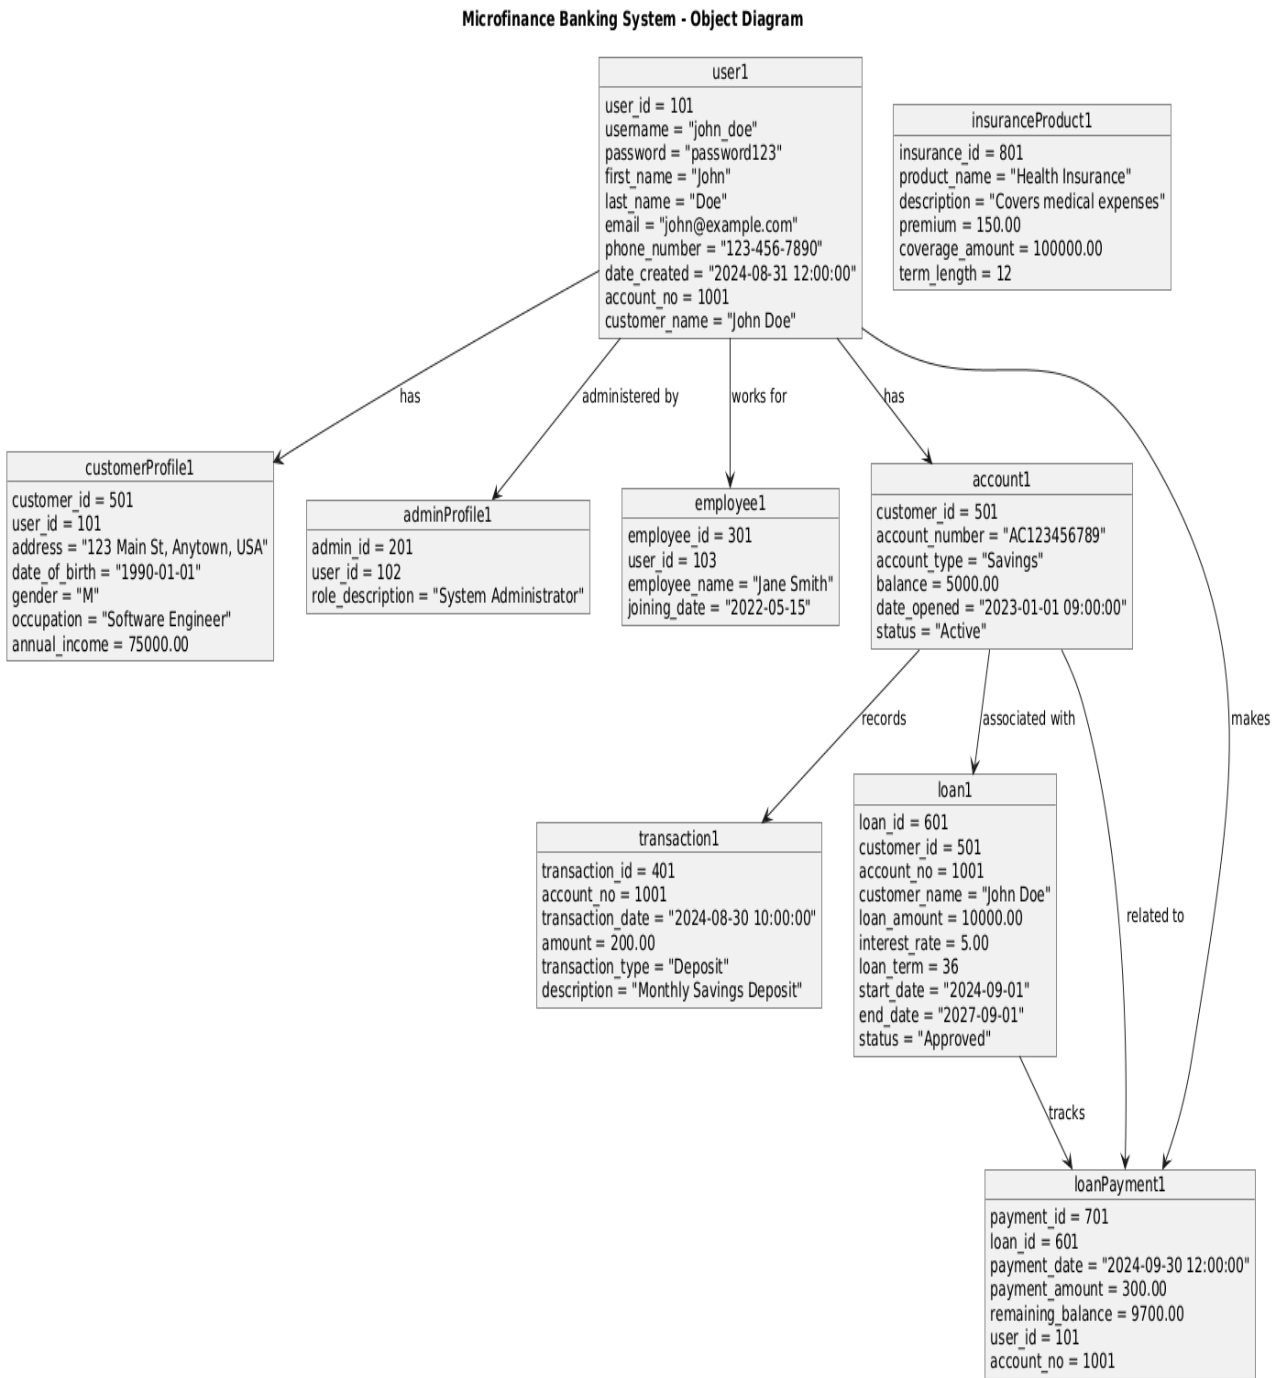 Microfinance Banking System - Object Diagram
user1
user_id = 101
username = "john_doe"
password = "password123"
first_name = "John"
last_name = "Doe"
email = "john@example.com"
phone_number = "123-456-7890"
date_created = "2024-08-31 12:00:00"
account_no = 1001
customer_name = "John Doe"
insuranceProduct1
insurance_id = 801
product_name = "Health Insurance"
description = "Covers medical expenses"
premium = 150.00
coverage_amount = 100000.00
term_length = 12
has
administered by
works for
has
customerProfile1
customer_id = 501
user_id = 101
address = "123 Main St, Anytown, USA"
date_of_birth = "1990-01-01"
gender = "M"
occupation = "Software Engineer"
annual_income = 75000.00
adminProfile1
admin_id = 201
user_id = 102
role_description = "System Administrator"
employee1
employee_id = 301
user_id = 103
employee_name = "Jane Smith"
joining_date = "2022-05-15"
account1
customer_id = 501
account_number = "AC123456789"
account_type = "Savings"
balance = 5000.00
date_opened = "2023-01-01 09:00:00"
status = "Active"
records
associated with
makes
transaction1
transaction_id = 401
account_no = 1001
transaction_date = "2024-08-30 10:00:00"
amount = 200.00
transaction_type = "Deposit"
description = "Monthly Savings Deposit"
loan1
loan_id = 601
customer_id = 501
account_no = 1001
customer_name = "John Doe"
loan_amount = 10000.00
interest_rate = 5.00
loan_term = 36
start_date = "2024-09-01"
end_date = "2027-09-01"
status = "Approved"
related to
tracks
loanPayment1
payment_id = 701
loan_id = 601
payment_date = "2024-09-30 12:00:00"
payment_amount = 300.00
remaining_balance = 9700.00
user_id = 101
account_no = 1001